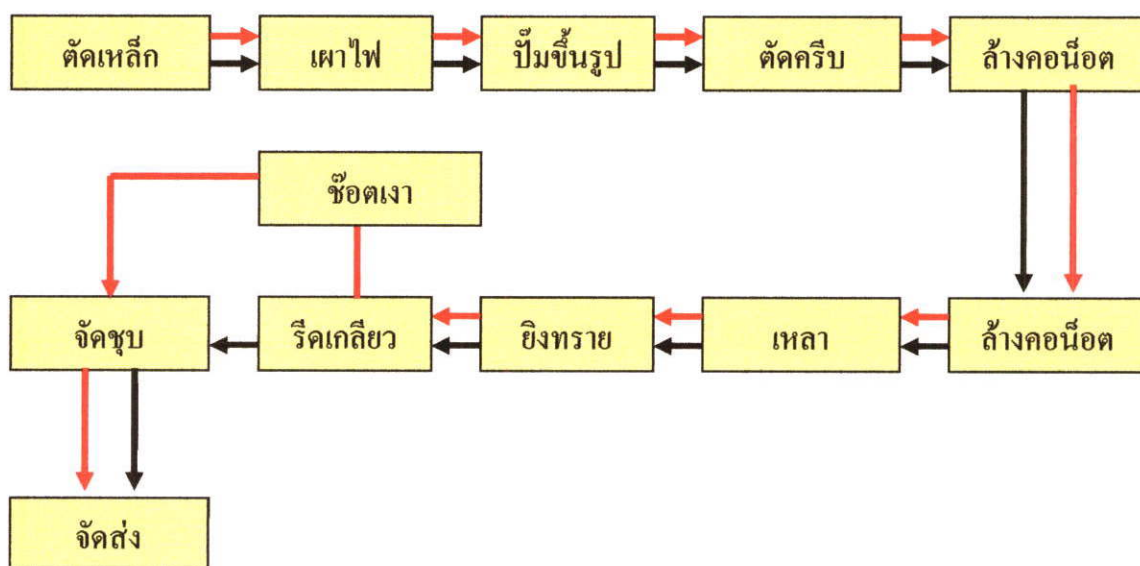 ตัดเหล็ก
เผาไฟ
ปั๊มขึ้นรูป
ตัดครีบ
ล้างคอน็อต
ช๊อตเงา
จัดชุบ
รีดเกลียว
ยิงทราย
เหลา
ล้างคอน็อต
จัดส่ง